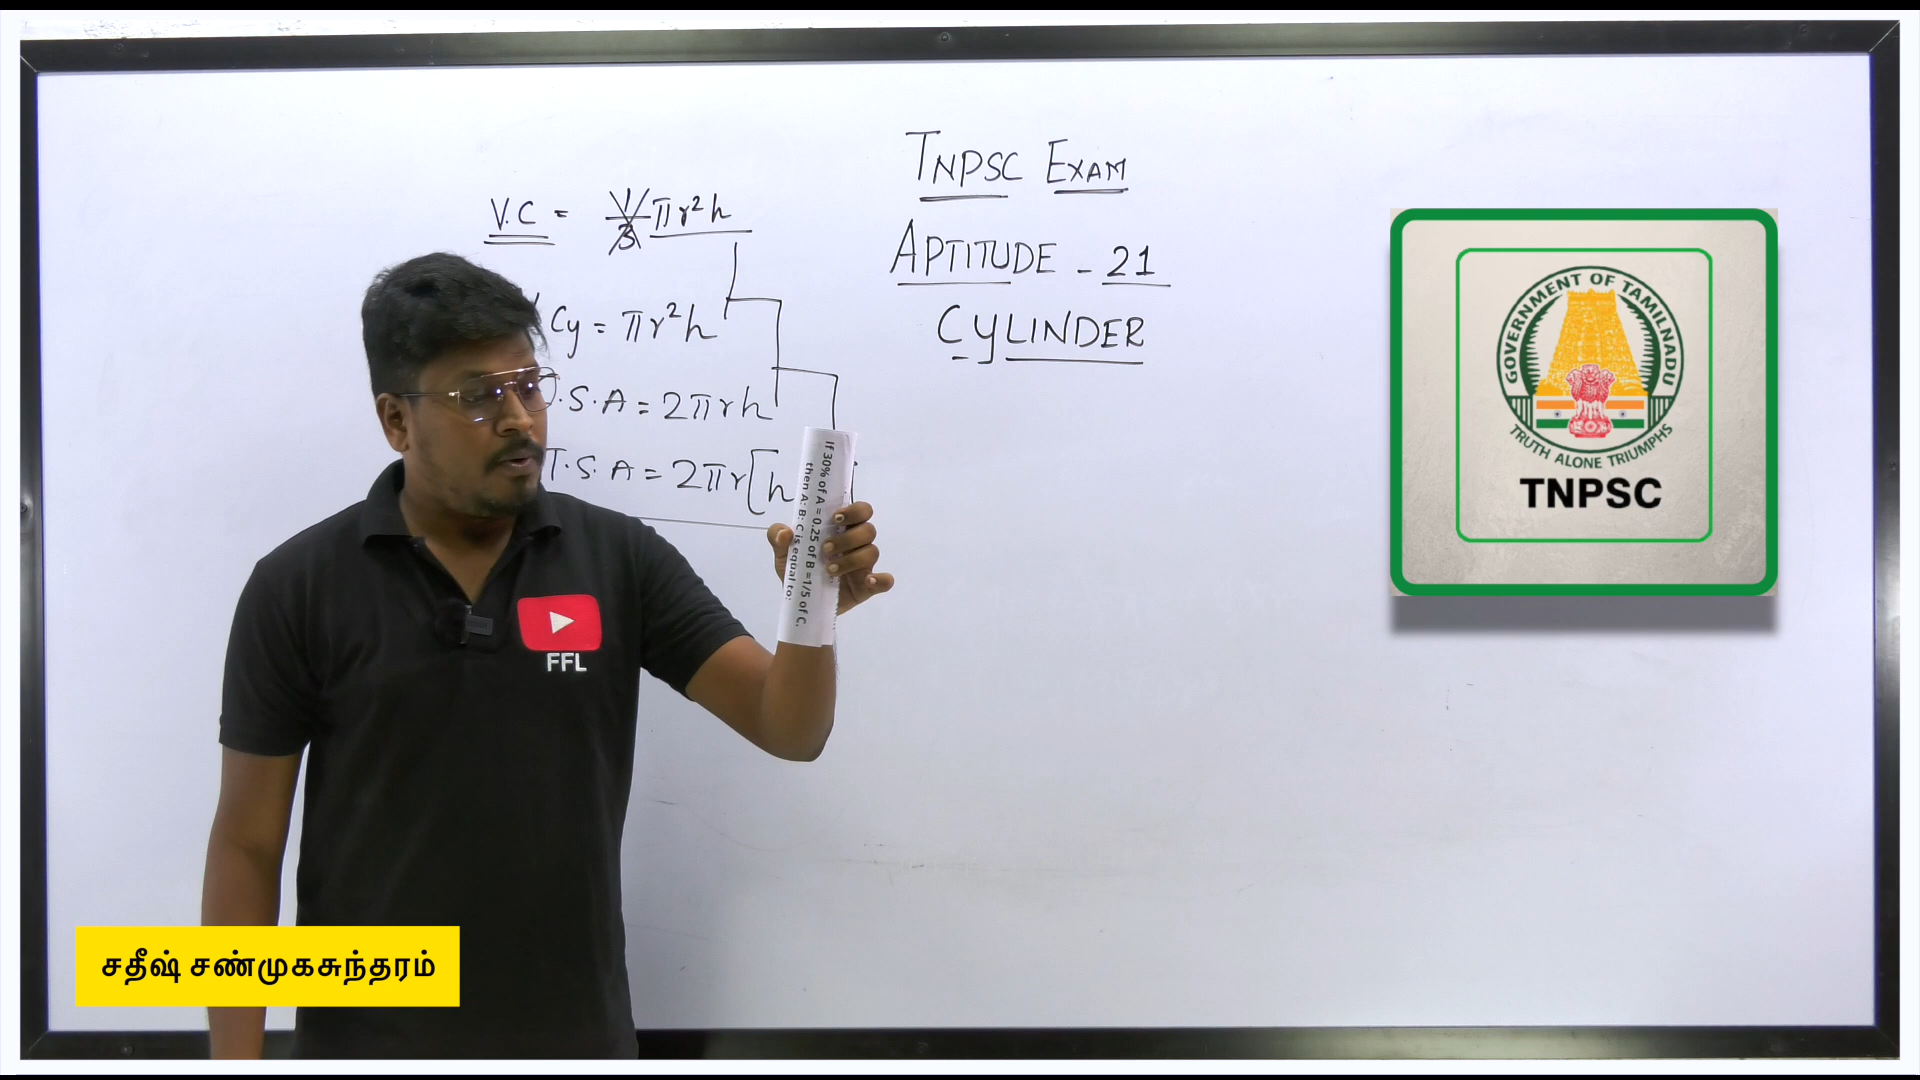 TNPSC EXAM
APTITUDE - 21
CYLINDER
V.C = 1/3 πr²h
Cy = πr²h
.S.A = 2πrh
T.S.A = 2πr[h
If 30% of A = 0.25 of B = 1/5 of C,
then A: B: C is equal to:
FFL
GOVERNMENT OF TAMILNADU
TRUTH ALONE TRIUMPHS
TNPSC
சதீஷ் சண்முகசுந்தரம்